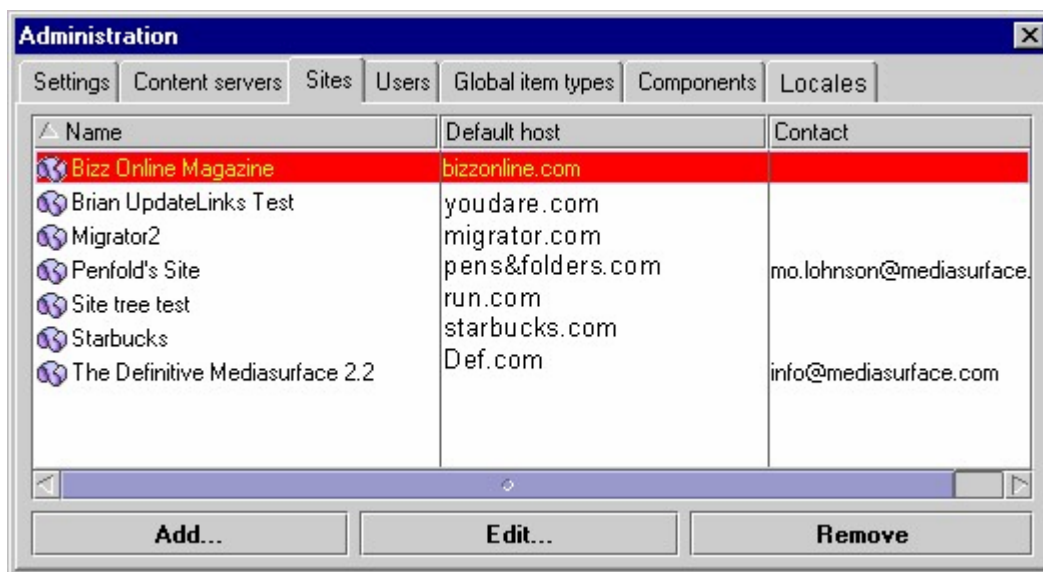 Administration
Settings Content servers Sites Users Global item types Components Locales
Name Default host Contact
Bizz Online Magazine bizzonline.com
Brian UpdateLinks Test youdare.com
Migrator2 migrator.com
Penfold's Site pens&folders.com mo.lohnson@mediasurface.
Site tree test run.com
Starbucks starbucks.com
The Definitive Mediasurface 2.2 Def.com info@mediasurface.com
Add... Edit... Remove